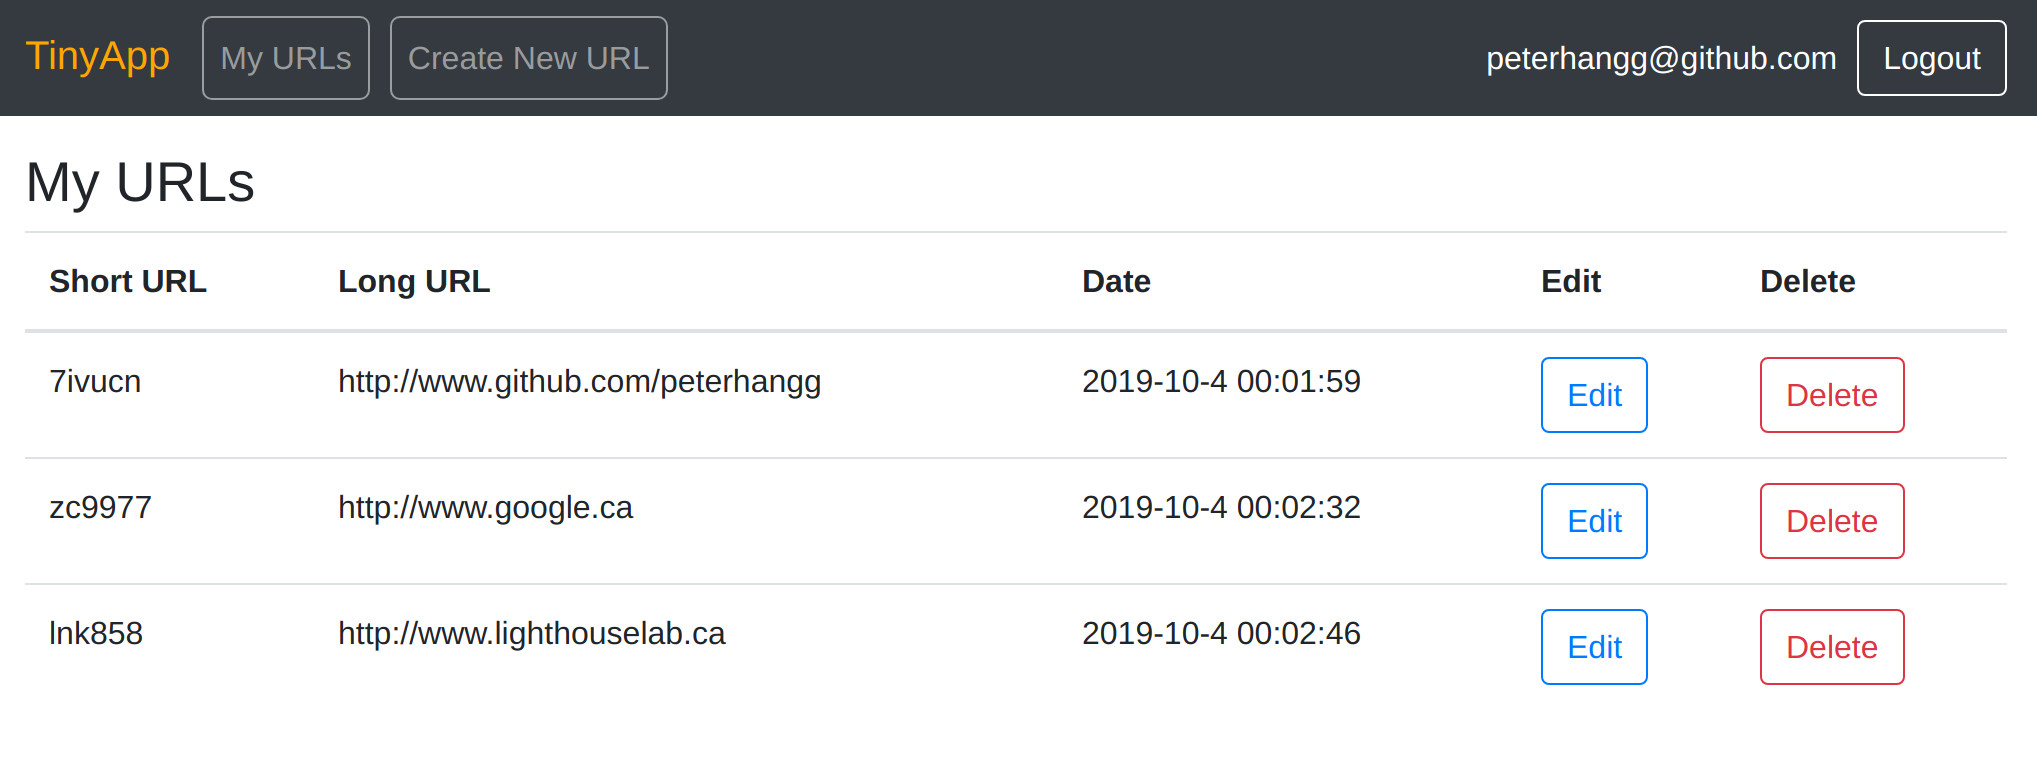 TinyApp My URLs Create New URL peterhangg@github.com Logout
My URLs
Short URL Long URL Date Edit Delete
7ivucn http://www.github.com/peterhangg 2019-10-4 00:01:59 Edit Delete
zc9977 http://www.google.ca 2019-10-4 00:02:32 Edit Delete
lnk858 http://www.lighthouselab.ca 2019-10-4 00:02:46 Edit Delete